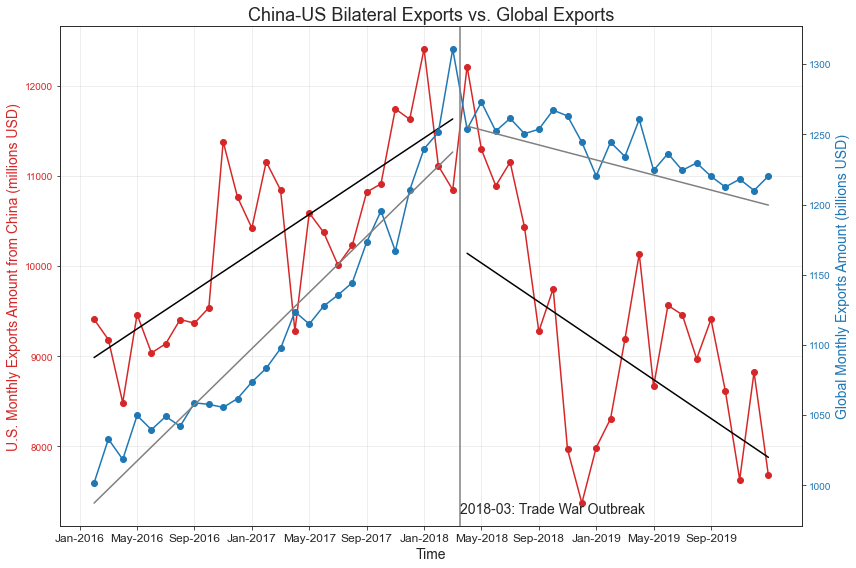 China-US Bilateral Exports vs. Global Exports
U.S. Monthly Exports Amount from China (millions USD)
12000
11000
10000
9000
8000
1300
1250
1200
1150
1100
1050
1000
Global Monthly Exports Amount (billions USD)
2018-03: Trade War Outbreak
Jan-2016 May-2016 Sep-2016 Jan-2017 May-2017 Sep-2017 Jan-2018 May-2018 Sep-2018 Jan-2019 May-2019 Sep-2019
Time